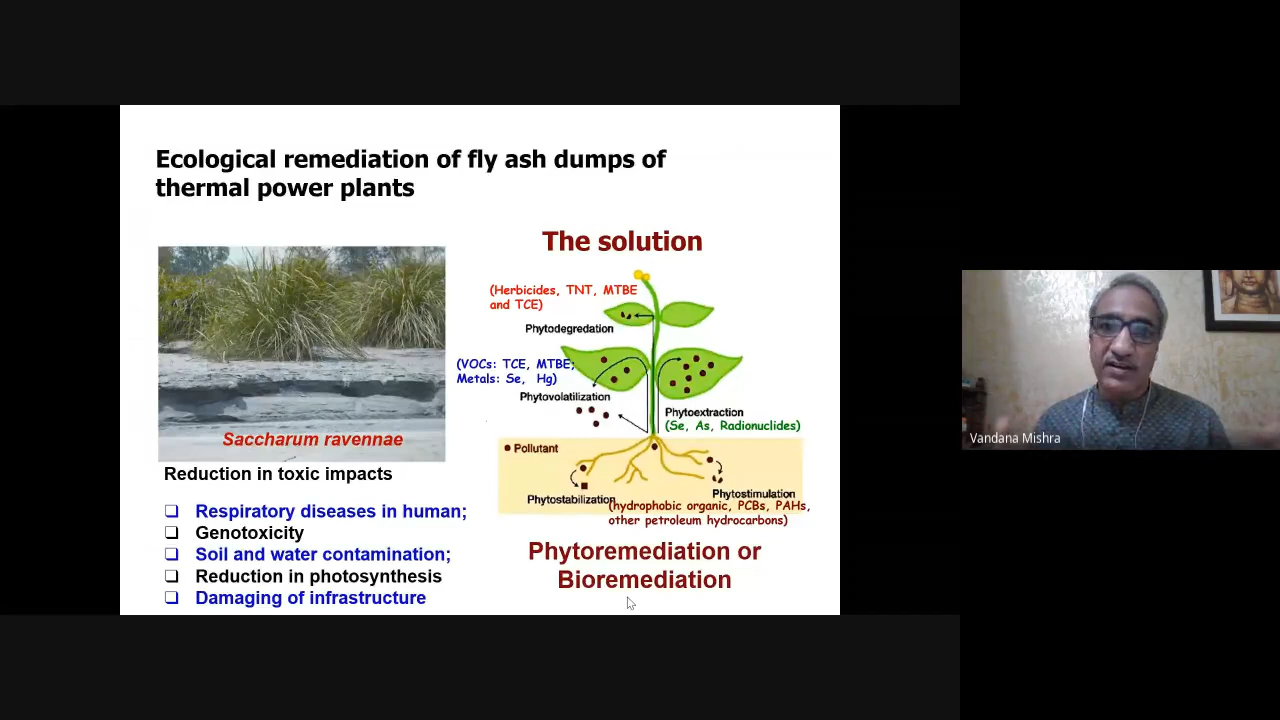 Ecological remediation of fly ash dumps of
thermal power plants
Saccharum ravennae
Reduction in toxic impacts
Respiratory diseases in human;
Genotoxicity
Soil and water contamination;
Reduction in photosynthesis
Damaging of infrastructure
The solution
(Herbicides, TNT, MTBE
and TCE)
Phytodegredation
(VOCs: TCE, MTBE;
Metals: Se, Hg)
Phytovolatilization
Phytoextraction
(Se, As, Radionuclides)
Pollutant
Phytostabilization
Phytostimulation
(hydrophobic organic, PCBs, PAHs,
other petroleum hydrocarbons)
Phytoremediation or
Bioremediation
Vandana Mishra